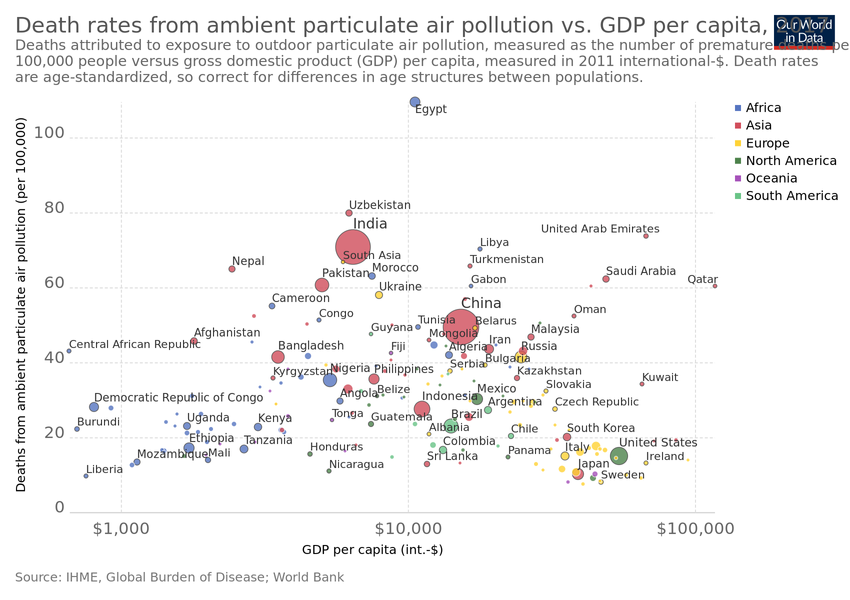 Death rates from ambient particulate air pollution vs. GDP per capita, 2017
Our World
in Data
Deaths attributed to exposure to outdoor particulate air pollution, measured as the number of premature deaths pe
100,000 people versus gross domestic product (GDP) per capita, measured in 2011 international-$. Death rates
are age-standardized, so correct for differences in age structures between populations.
Africa
Asia
Europe
North America
Oceania
South America
Deaths from ambient particulate air pollution (per 100,000)
100
80
60
40
20
0
Egypt
Uzbekistan
India
United Arab Emirates
Libya
South Asia
Turkmenistan
Nepal
Morocco
Saudi Arabia
Pakistan
Gabon
Qatar
Ukraine
Cameroon
China
Oman
Congo
Tunisia
Belarus
Guyana
Mongolia
Malaysia
Afghanistan
Central African Republic
Bangladesh
Fiji
Algeria
Iran
Russia
Bulgaria
Serbia
Kyrgyzstan
Nigeria
Philippines
Kazakhstan
Kuwait
Angola
Belize
Mexico
Slovakia
Democratic Republic of Congo
Indonesia
Argentina
Czech Republic
Burundi
Uganda
Kenya
Tonga
Guatemala
Brazil
Albania
Chile
South Korea
Ethiopia
Tanzania
Honduras
Colombia
Panama
Italy
United States
Mozambique
Mali
Sri Lanka
Japan
Ireland
Liberia
Nicaragua
Sweden
$1,000
$10,000
$100,000
GDP per capita (int.-$)
Source: IHME, Global Burden of Disease; World Bank